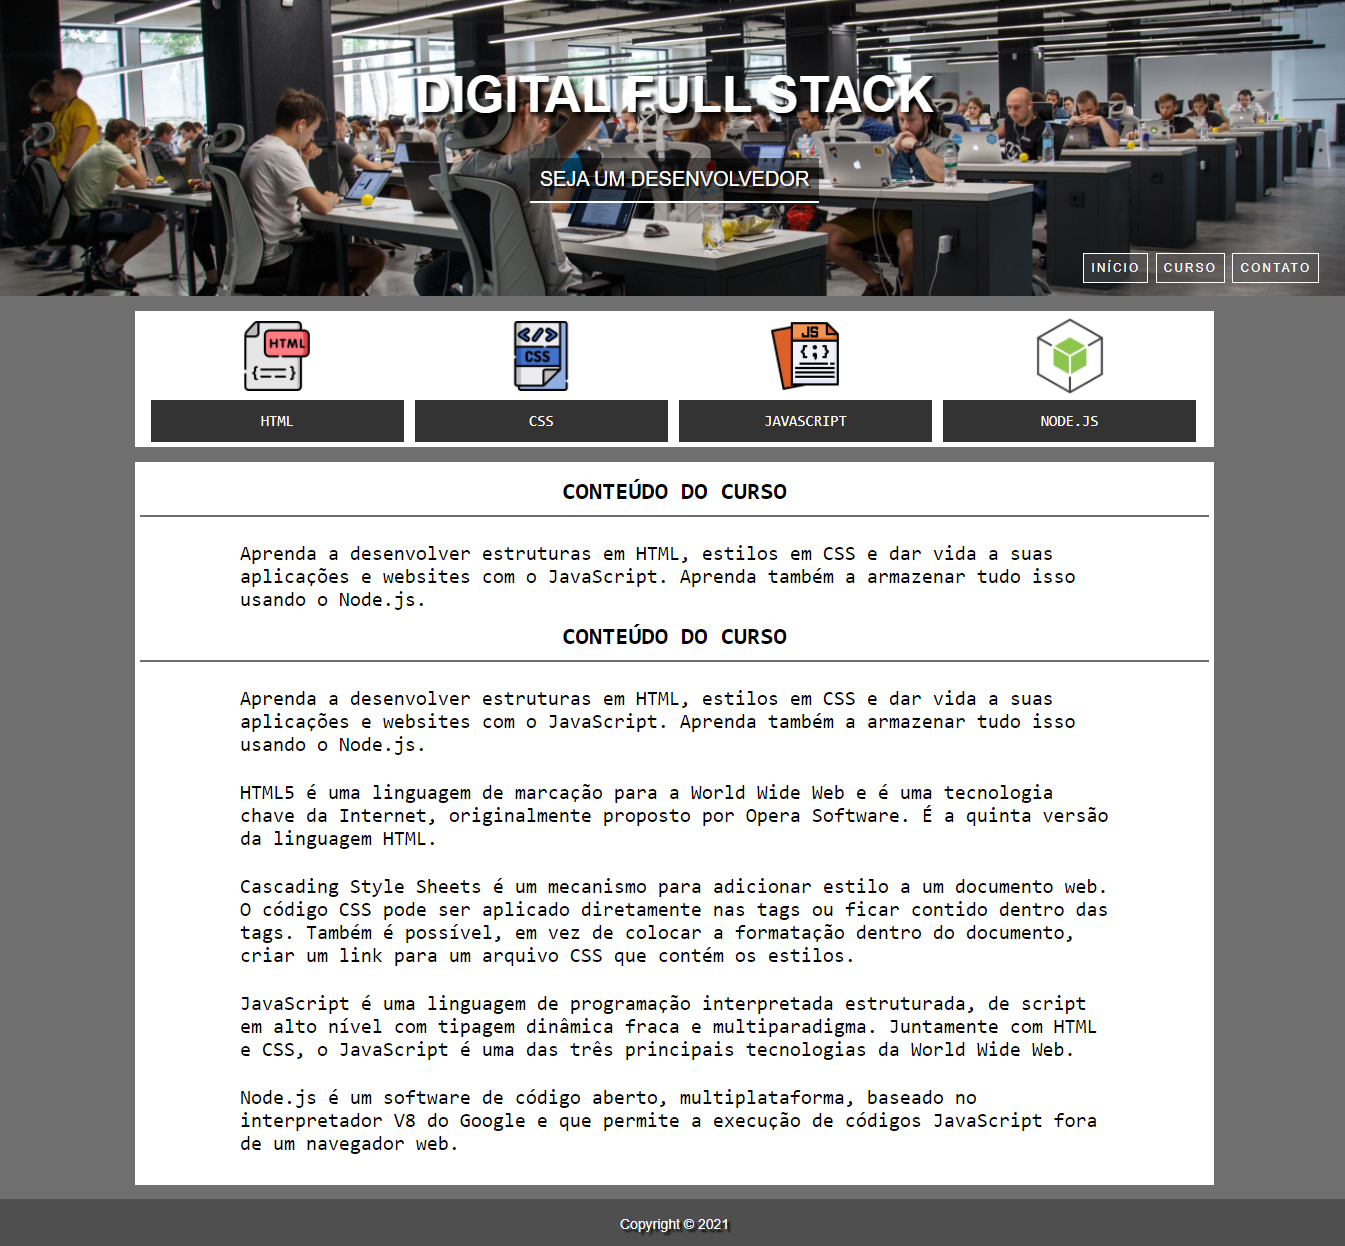 DIGITAL FULL STACK
SEJA UM DESENVOLVEDOR
INÍCIO CURSO CONTATO
HTML
</>
CSS
JS
{;}
{==}
HTML CSS JAVASCRIPT NODE.JS
CONTEÚDO DO CURSO
Aprenda a desenvolver estruturas em HTML, estilos em CSS e dar vida a suas
aplicações e websites com o JavaScript. Aprenda também a armazenar tudo isso
usando o Node.js.
CONTEÚDO DO CURSO
Aprenda a desenvolver estruturas em HTML, estilos em CSS e dar vida a suas
aplicações e websites com o JavaScript. Aprenda também a armazenar tudo isso
usando o Node.js.
HTML5 é uma linguagem de marcação para a World Wide Web e é uma tecnologia
chave da Internet, originalmente proposto por Opera Software. É a quinta versão
da linguagem HTML.
Cascading Style Sheets é um mecanismo para adicionar estilo a um documento web.
O código CSS pode ser aplicado diretamente nas tags ou ficar contido dentro das
tags. Também é possível, em vez de colocar a formatação dentro do documento,
criar um link para um arquivo CSS que contém os estilos.
JavaScript é uma linguagem de programação interpretada estruturada, de script
em alto nível com tipagem dinâmica fraca e multiparadigma. Juntamente com HTML
e CSS, o JavaScript é uma das três principais tecnologias da World Wide Web.
Node.js é um software de código aberto, multiplataforma, baseado no
interpretador V8 do Google e que permite a execução de códigos JavaScript fora
de um navegador web.
Copyright © 2021